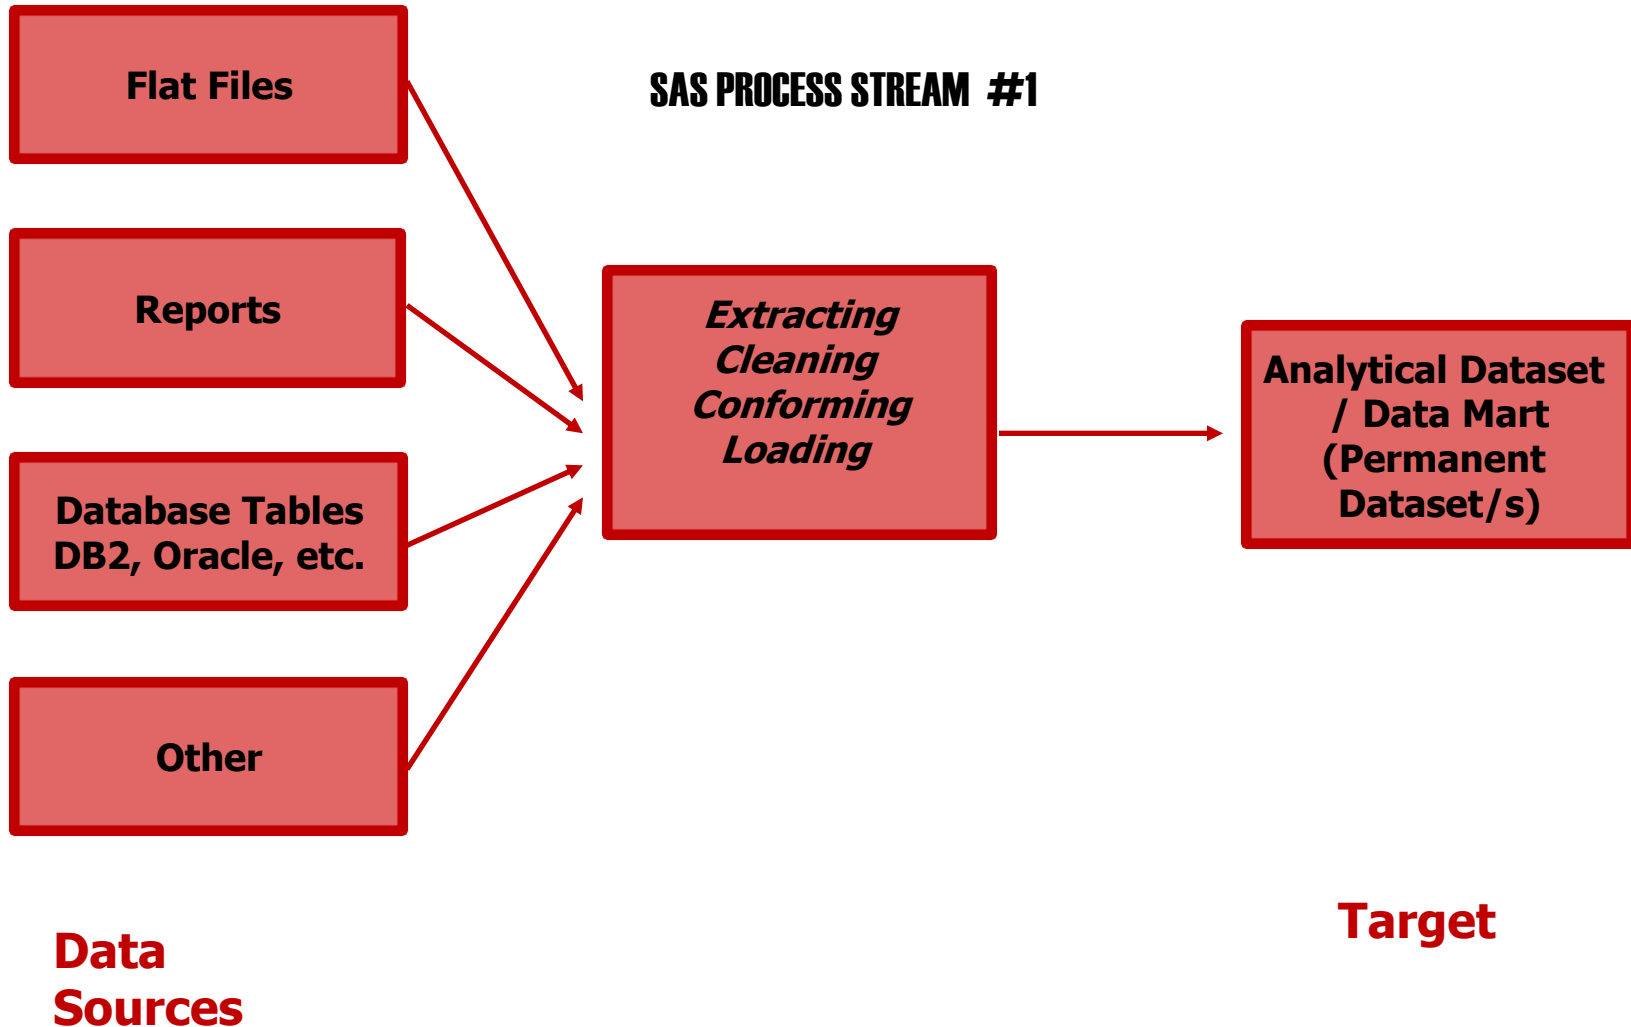 SAS PROCESS STREAM #1
Flat Files
Reports
Database Tables
DB2, Oracle, etc.
Other
Extracting
Cleaning
Conforming
Loading
Analytical Dataset
/ Data Mart
(Permanent
Dataset/s)
Data
Sources
Target